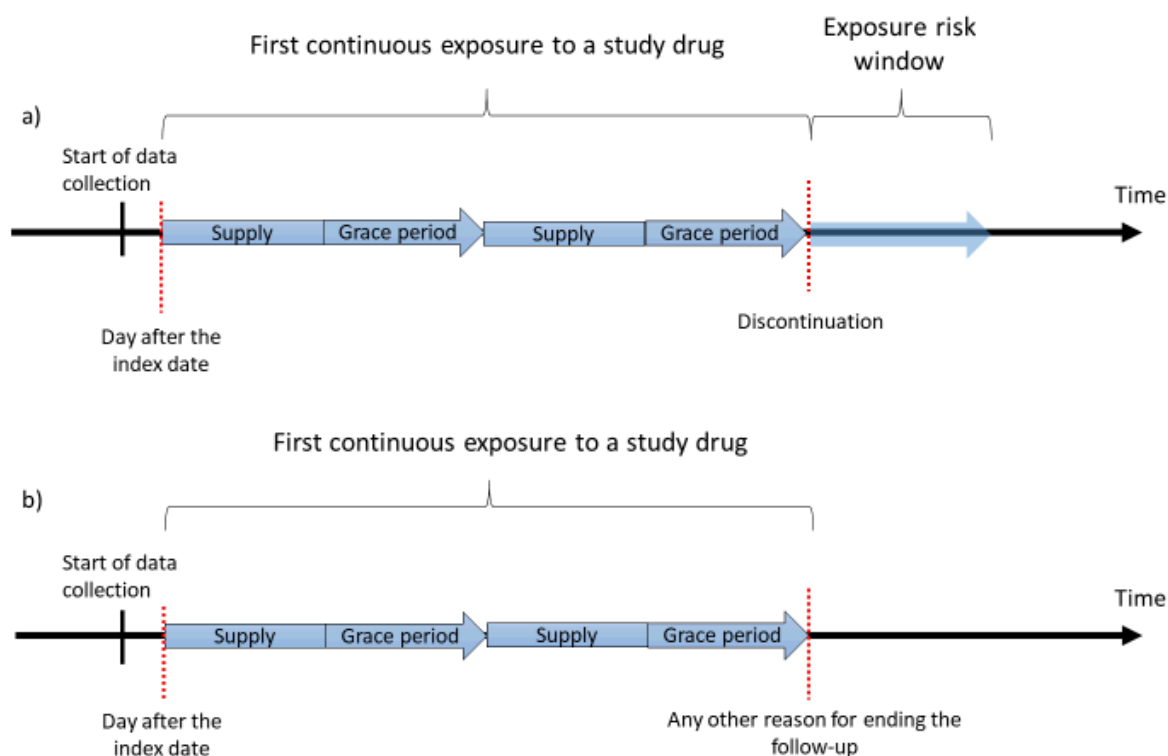 First continuous exposure to a study drug
Exposure risk
window
a)
Start of data
collection
Time
Supply
Grace period
Supply
Grace period
Day after the
index date
Discontinuation
First continuous exposure to a study drug
b)
Start of data
collection
Time
Supply
Grace period
Supply
Grace period
Day after the
index date
Any other reason for ending the
follow-up